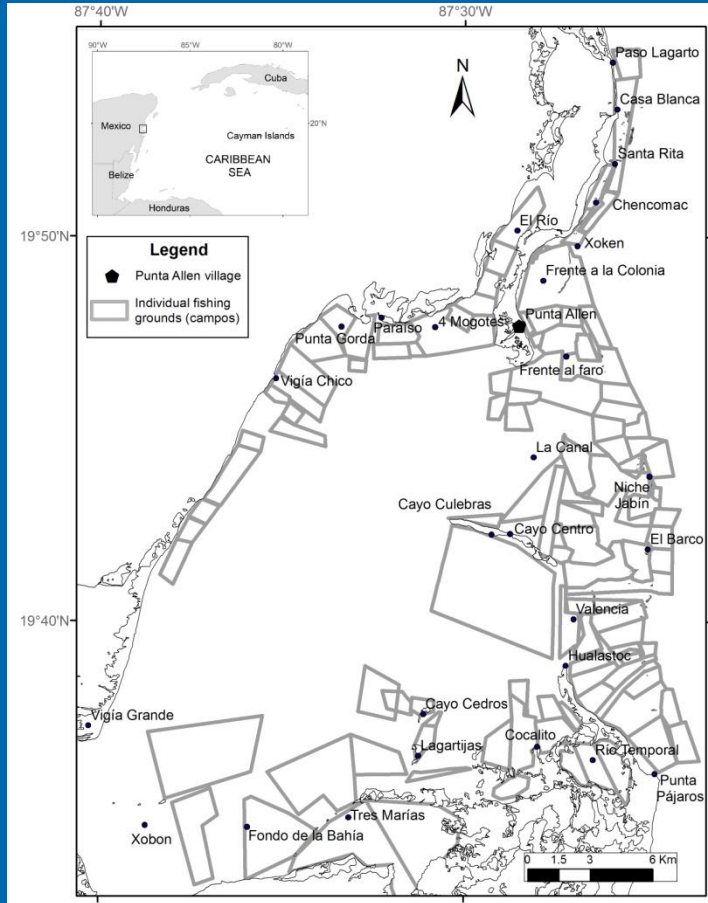 87°40'W
87°30'W
90°W
85°W
80°W
Cuba
Mexico
20°N
Cayman Islands
CARIBBEAN
SEA
Belize
Honduras
N
Paso Lagarto
Casa Blanca
Santa Rita
Chencomac
El Río
Xoken
19°50'N
Legend
Punta Allen village
Individual fishing
grounds (campos)
Frente a la Colonia
Punta Allen
Paraíso
4 Mogotes
Punta Gorda
Frente al faro
Vigía Chico
La Canal
Niche
Jabín
Cayo Culebras
Cayo Centro
El Barco
19°40'N
Valencia
Hualastoc
Cayo Cedros
Vigía Grande
Lagartijas
Cocalito
Río Temporal
Punta
Pájaros
Tres Marías
Xobon
Fondo de la Bahía
0 1.5 3 6 Km
87°40'W
87°30'W